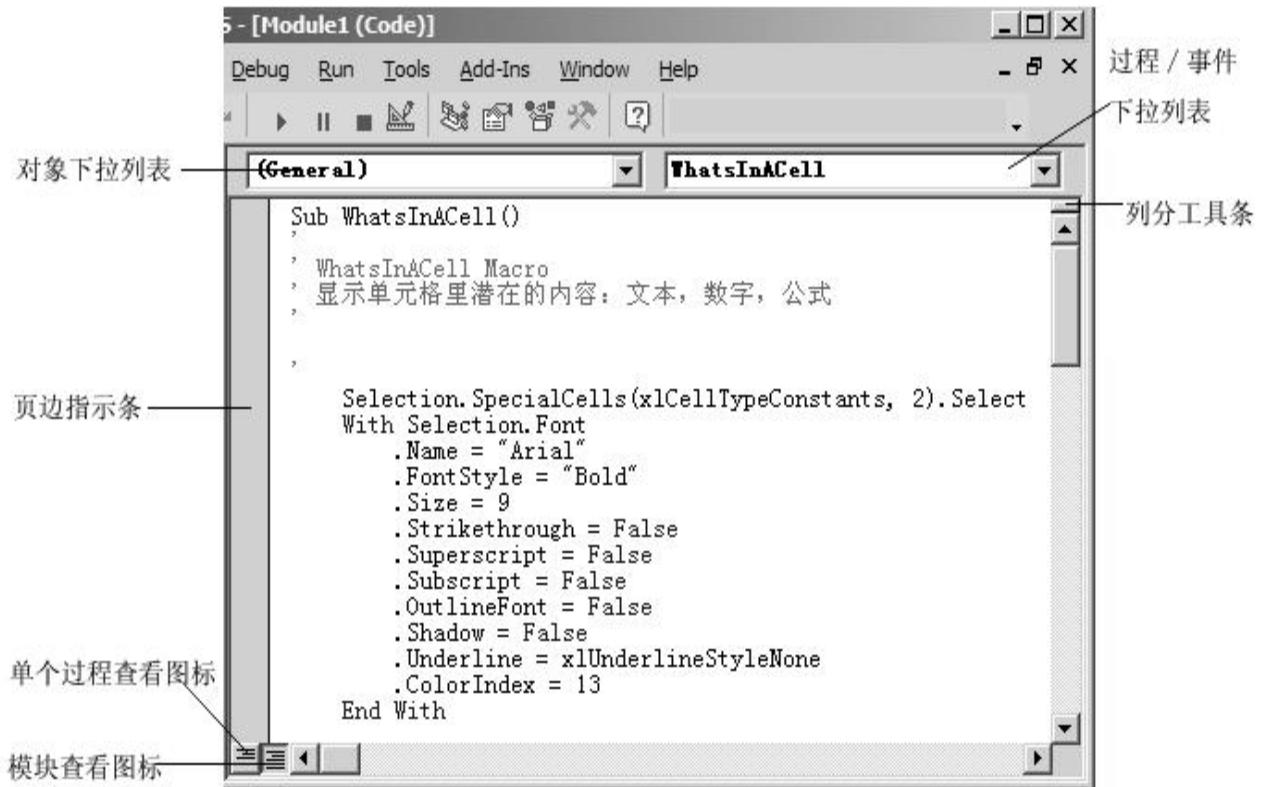 5 - [Module1 (Code)]
Debug Run Tools Add-Ins Window Help
过程 / 事件
下拉列表
对象下拉列表
(General)
WhatsInACell
列分工具条
Sub WhatsInACell()
'
' WhatsInACell Macro
' 显示单元格里潜在的内容：文本，数字，公式
'
'
Selection.SpecialCells(xlCellTypeConstants, 2).Select
With Selection.Font
.Name = "Arial"
.FontStyle = "Bold"
.Size = 9
.Strikethrough = False
.Superscript = False
.Subscript = False
.OutlineFont = False
.Shadow = False
.Underline = xlUnderlineStyleNone
.ColorIndex = 13
End With
页边指示条
单个过程查看图标
模块查看图标